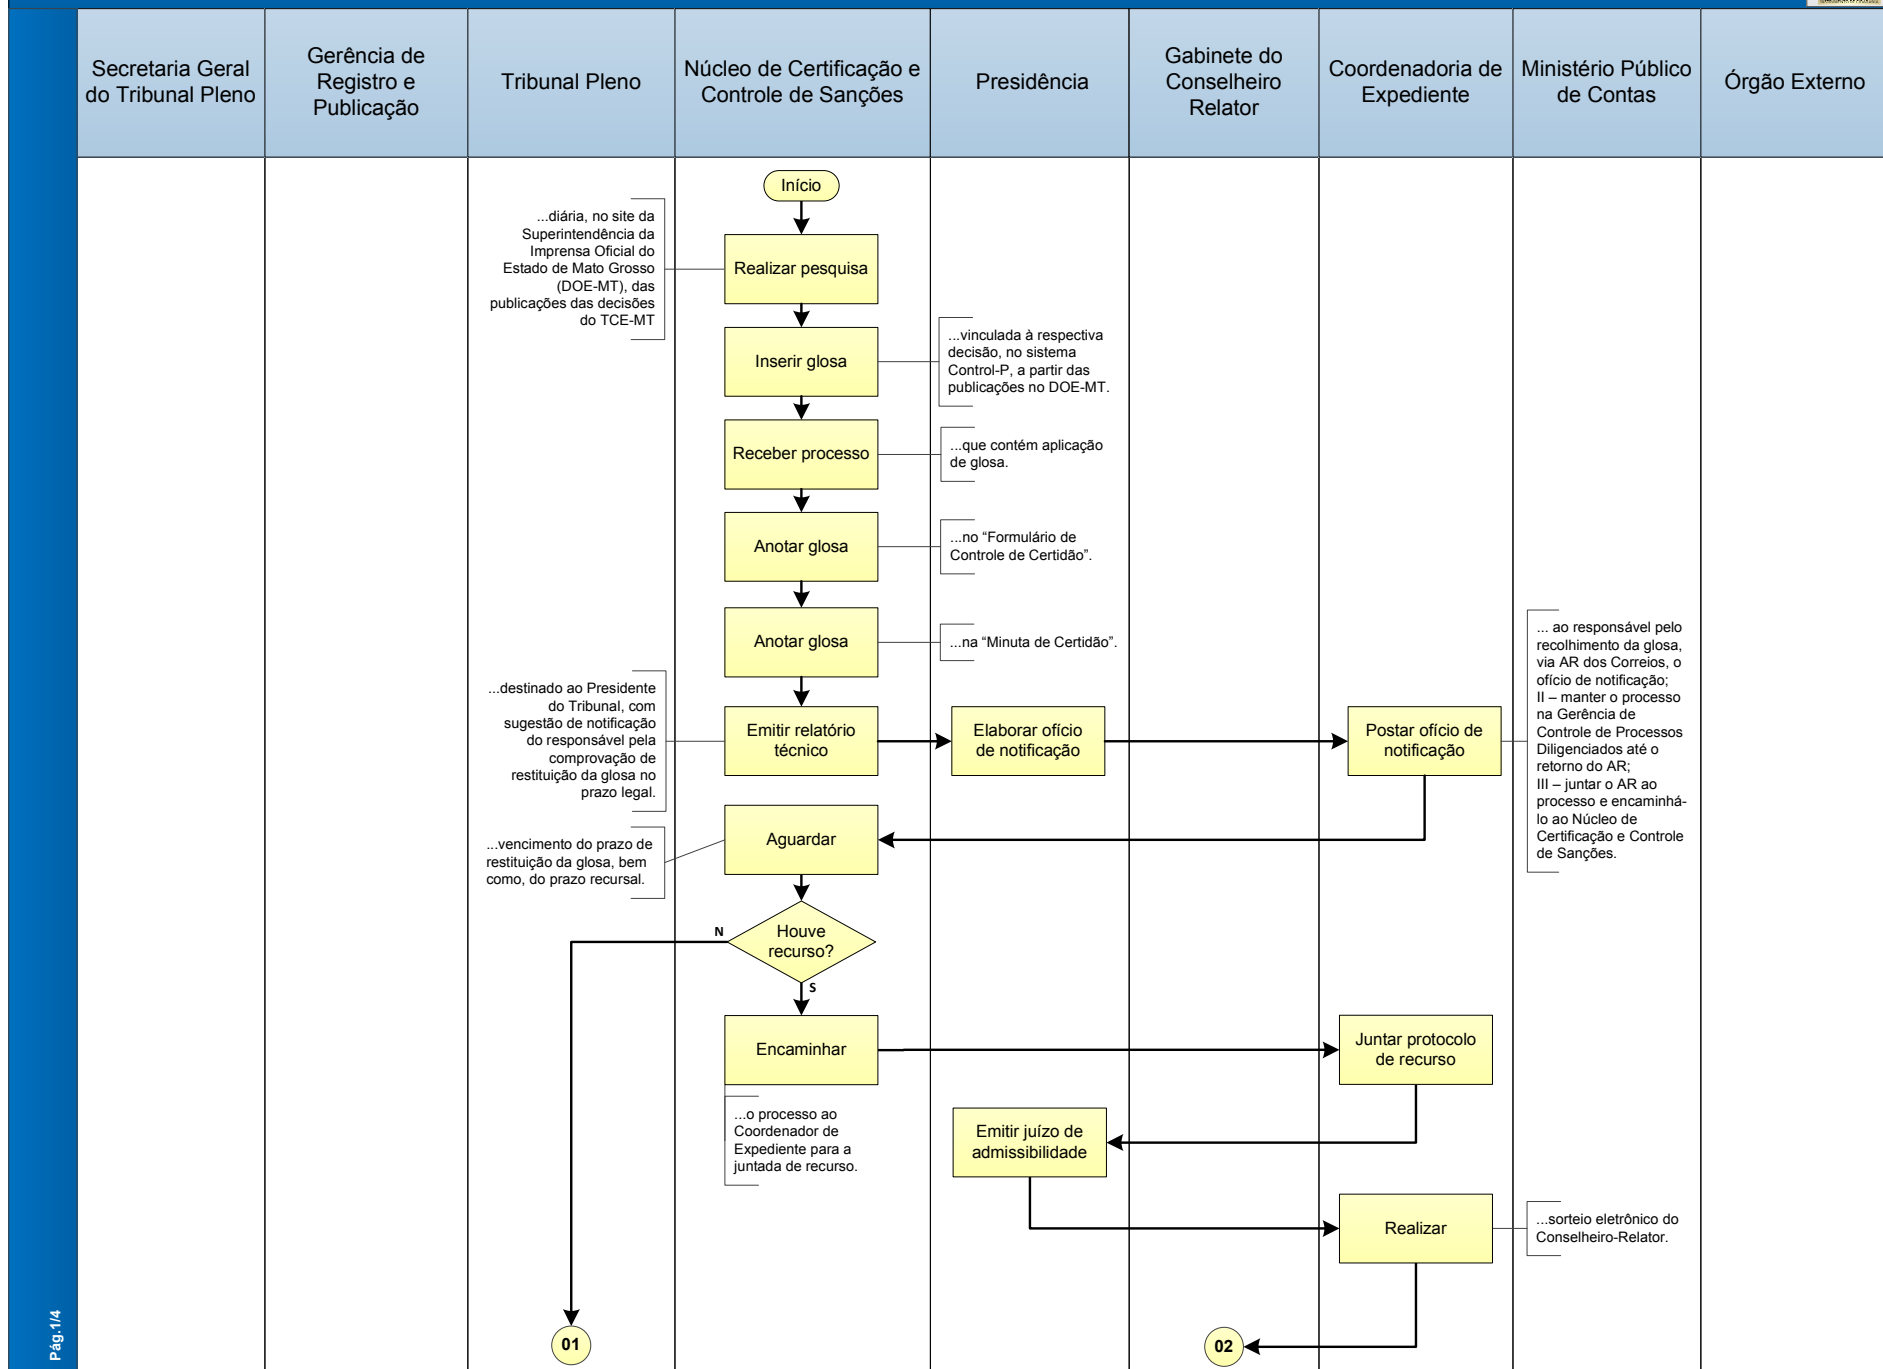 Secretaria Geral
do Tribunal Pleno
Gerência de
Registro e
Publicação
Tribunal Pleno
Núcleo de Certificação e
Controle de Sanções
Presidência
Gabinete do
Conselheiro
Relator
Coordenadoria de
Expediente
Ministério Público
de Contas
Órgão Externo
Início
...diária, no site da
Superintendência da
Imprensa Oficial do
Estado de Mato Grosso
(DOE-MT), das
publicações das decisões
do TCE-MT
Realizar pesquisa
Inserir glosa
...vinculada à respectiva
decisão, no sistema
Control-P, a partir das
publicações no DOE-MT.
Receber processo
...que contém aplicação
de glosa.
Anotar glosa
...no “Formulário de
Controle de Certidão”.
Anotar glosa
...na “Minuta de Certidão”.
...destinado ao Presidente
do Tribunal, com
sugestão de notificação
do responsável pela
comprovação de
restituição da glosa no
prazo legal.
Emitir relatório
técnico
Elaborar ofício
de notificação
Postar ofício de
notificação
... ao responsável pelo
recolhimento da glosa,
via AR dos Correios, o
ofício de notificação;
II – manter o processo
na Gerência de
Controle de Processos
Diligenciados até o
retorno do AR;
III – juntar o AR ao
processo e encaminhá-
lo ao Núcleo de
Certificação e Controle
de Sanções.
...vencimento do prazo de
restituição da glosa, bem
como, do prazo recursal.
Aguardar
Houve
recurso?
N
S
Encaminhar
...o processo ao
Coordenador de
Expediente para a
juntada de recurso.
Juntar protocolo
de recurso
Emitir juízo de
admissibilidade
Realizar
...sorteio eletrônico do
Conselheiro-Relator.
01
02
Pág.1/4